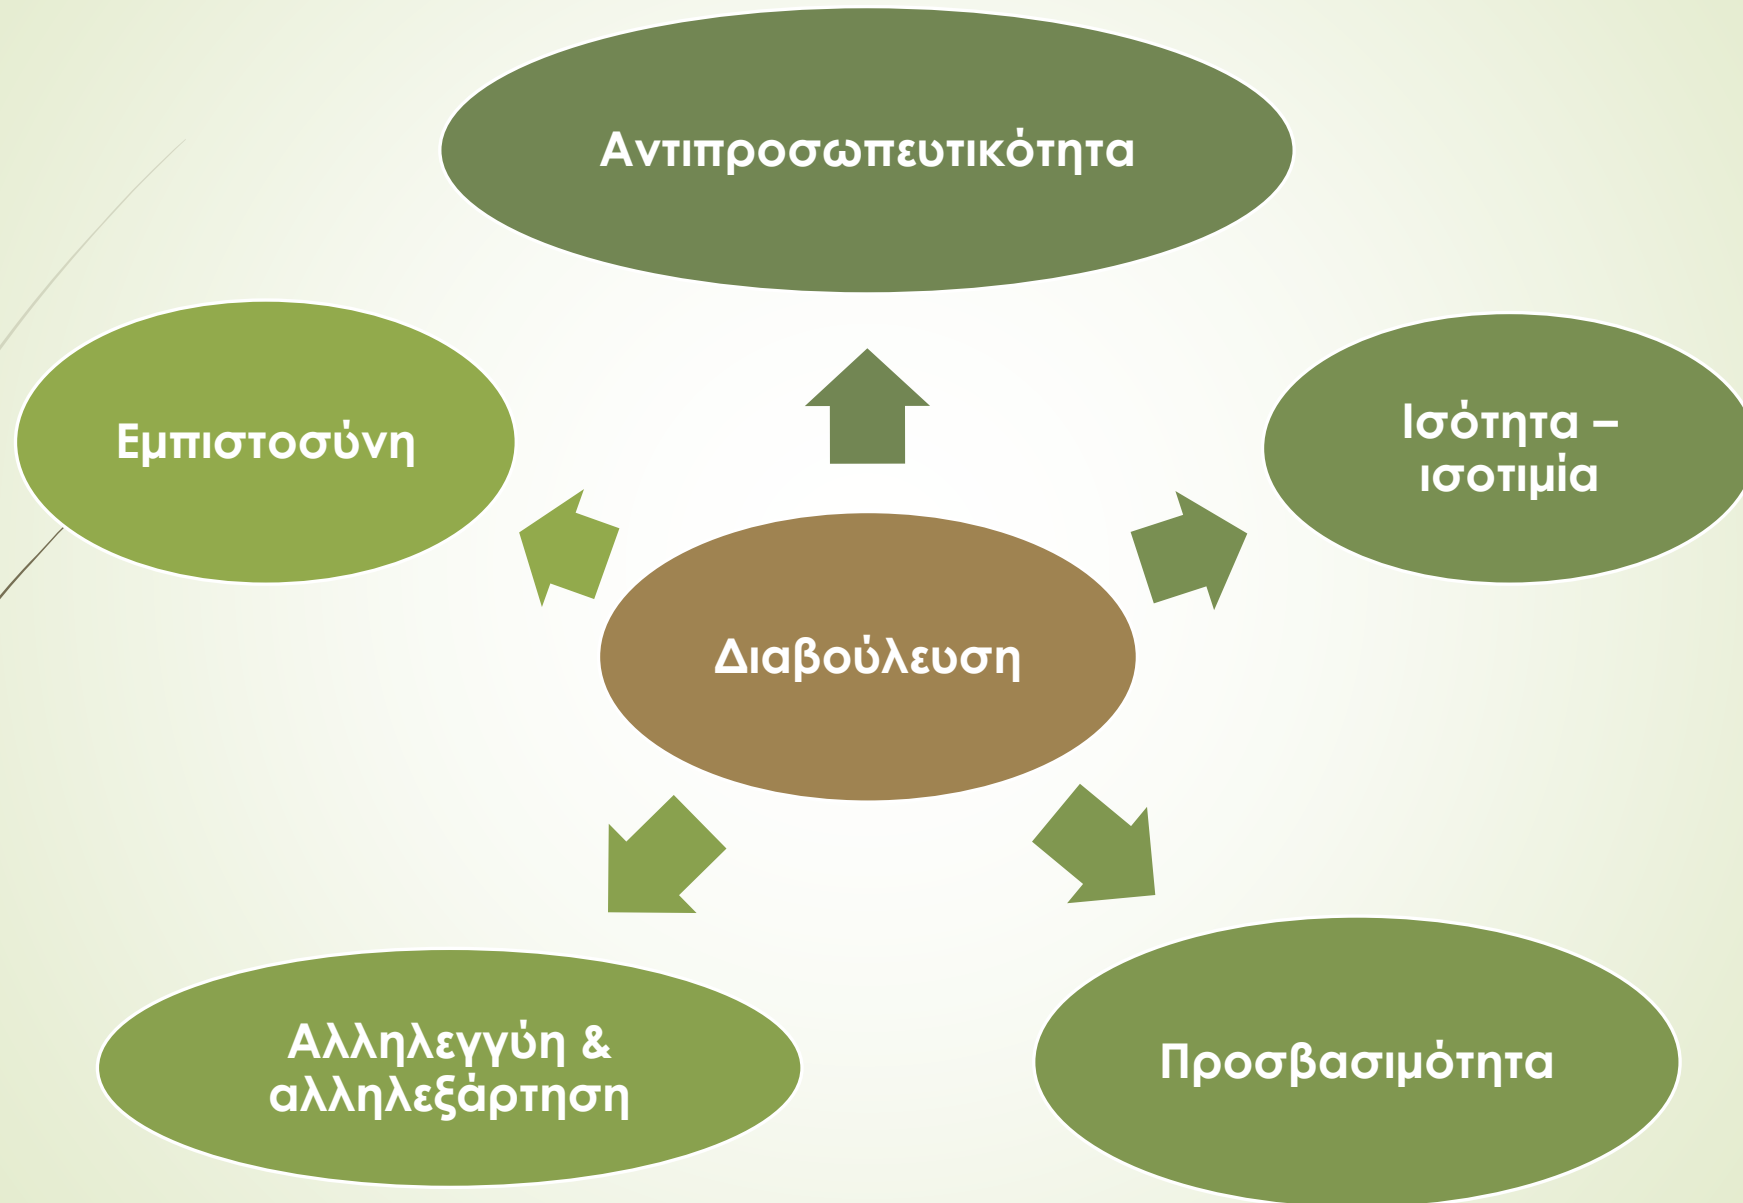 Αντιπροσωπευτικότητα
Εμπιστοσύνη
Ισότητα –
ισοτιμία
Διαβούλευση
Αλληλεγγύη &
αλληλεξάρτηση
Προσβασιμότητα